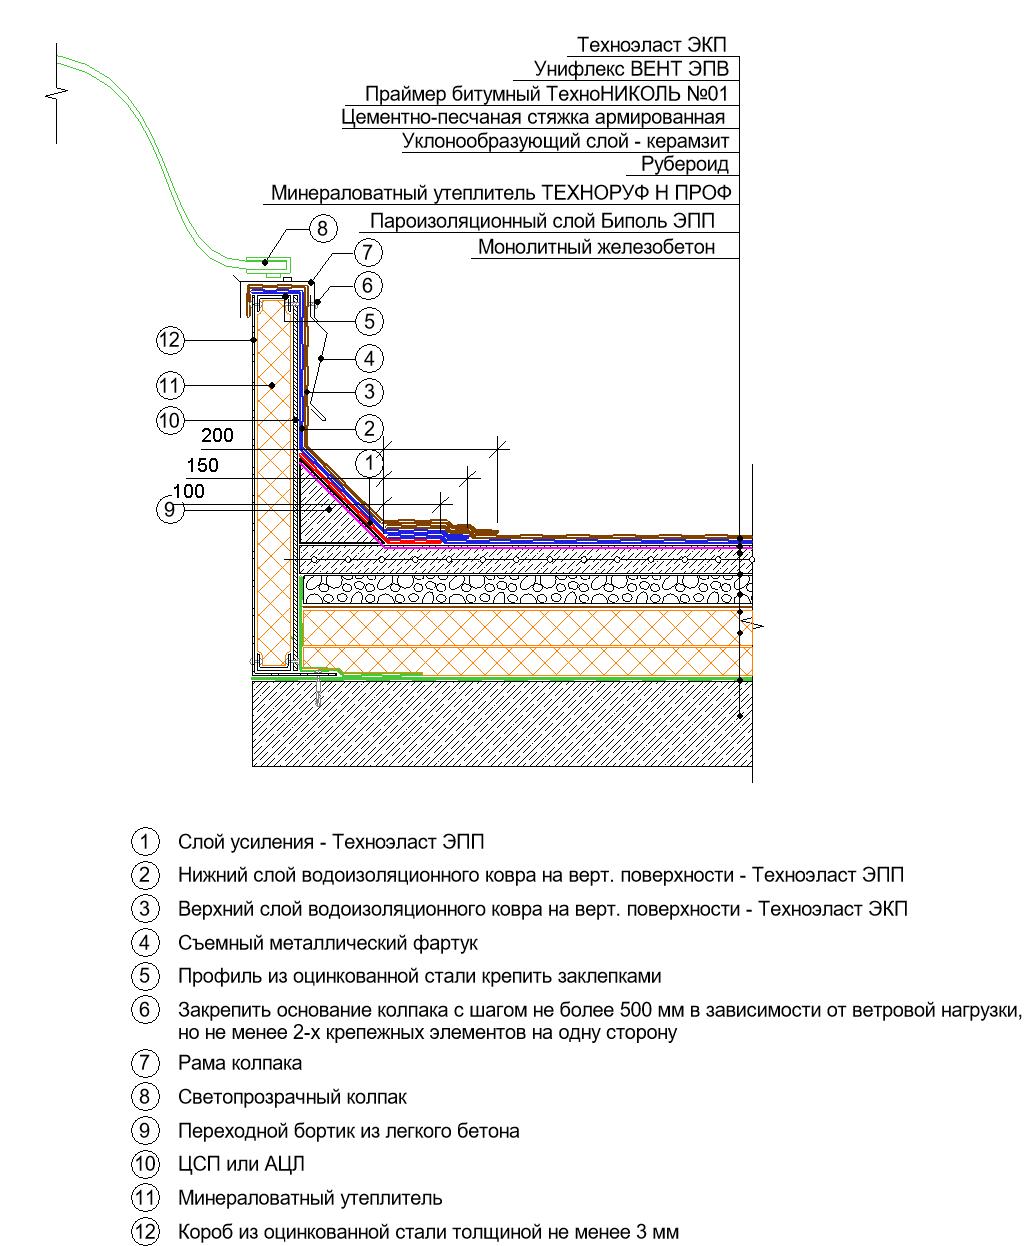 Техноэласт ЭКП
Унифлекс ВЕНТ ЭПВ
Праймер битумный ТехноНИКОЛЬ №01
Цементно-песчаная стяжка армированная
Уклонообразующий слой - керамзит
Рубероид
Минераловатный утеплитель ТЕХНОРУФ Н ПРОФ
Пароизоляционный слой Биполь ЭПП
Монолитный железобетон
8
7
6
5
12
4
11
3
10
2
200
1
150
100
9
1 Слой усиления - Техноэласт ЭПП
2 Нижний слой водоизоляционного ковра на верт. поверхности - Техноэласт ЭПП
3 Верхний слой водоизоляционного ковра на верт. поверхности - Техноэласт ЭКП
4 Съемный металлический фартук
5 Профиль из оцинкованной стали крепить заклепками
6 Закрепить основание колпака с шагом не более 500 мм в зависимости от ветровой нагрузки,
но не менее 2-х крепежных элементов на одну сторону
7 Рама колпака
8 Светопрозрачный колпак
9 Переходной бортик из легкого бетона
10 ЦСП или АЦЛ
11 Минераловатный утеплитель
12 Короб из оцинкованной стали толщиной не менее 3 мм